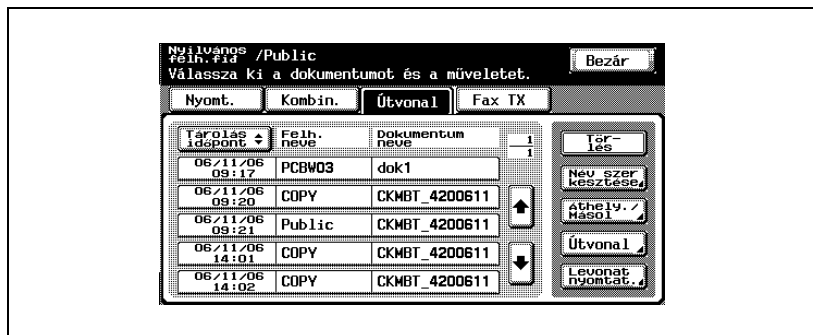 Nyilvános
félh.fid /Public
Válassza ki a dokumentumot és a müveletet.
Bezár
Nyomt. Kombin. Útvonal Fax TX
Tárolás
időpont
Felh.
neve
Dokumentum
neve
1
1
06/11/06
09:17
PCBW03
dok1
06/11/06
09:20
COPY
CKMBT_4200611
06/11/06
09:21
Public
CKMBT_4200611
06/11/06
14:01
COPY
CKMBT_4200611
06/11/06
14:02
COPY
CKMBT_4200611
Tör-
lés
Név szer
kesztése
Áthely./
Másol
Útvonal
Levonat
nyomtat.